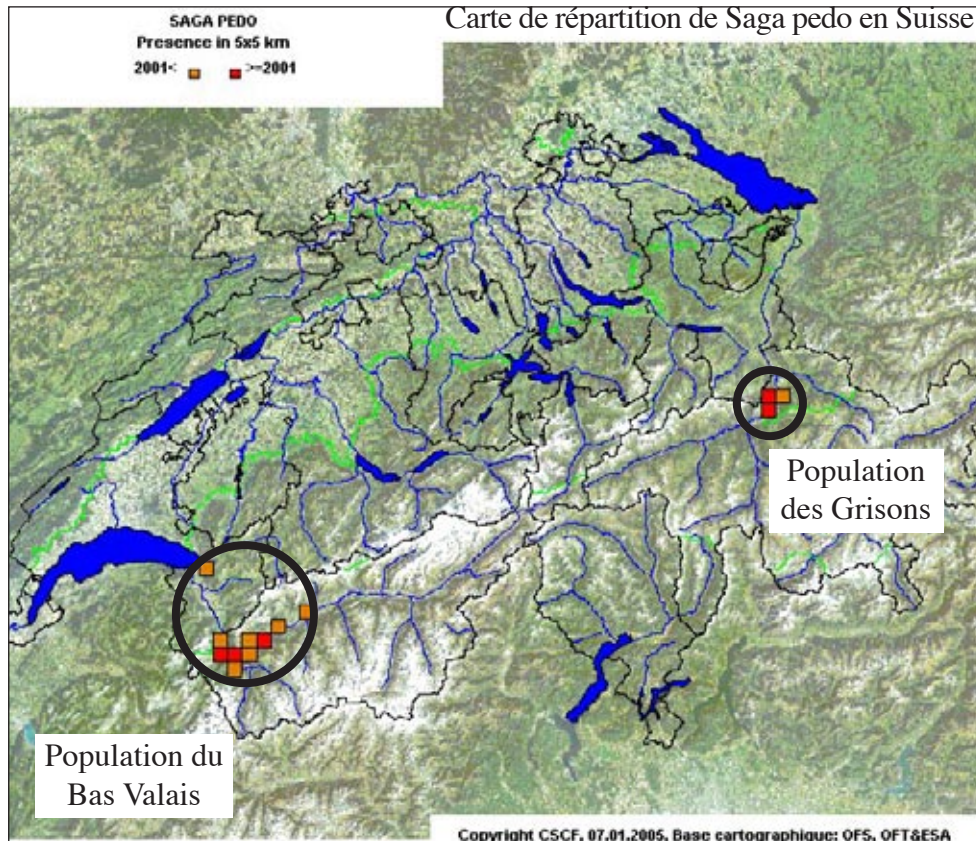 SAGA PEDO
Presence in 5x5 km
2001< >=2001
Carte de répartition de Saga pedo en Suisse
Population
des Grisons
Population du
Bas Valais
Copyright CSCF, 07.01.2005, Base cartographique: OFS, OFT&ESA